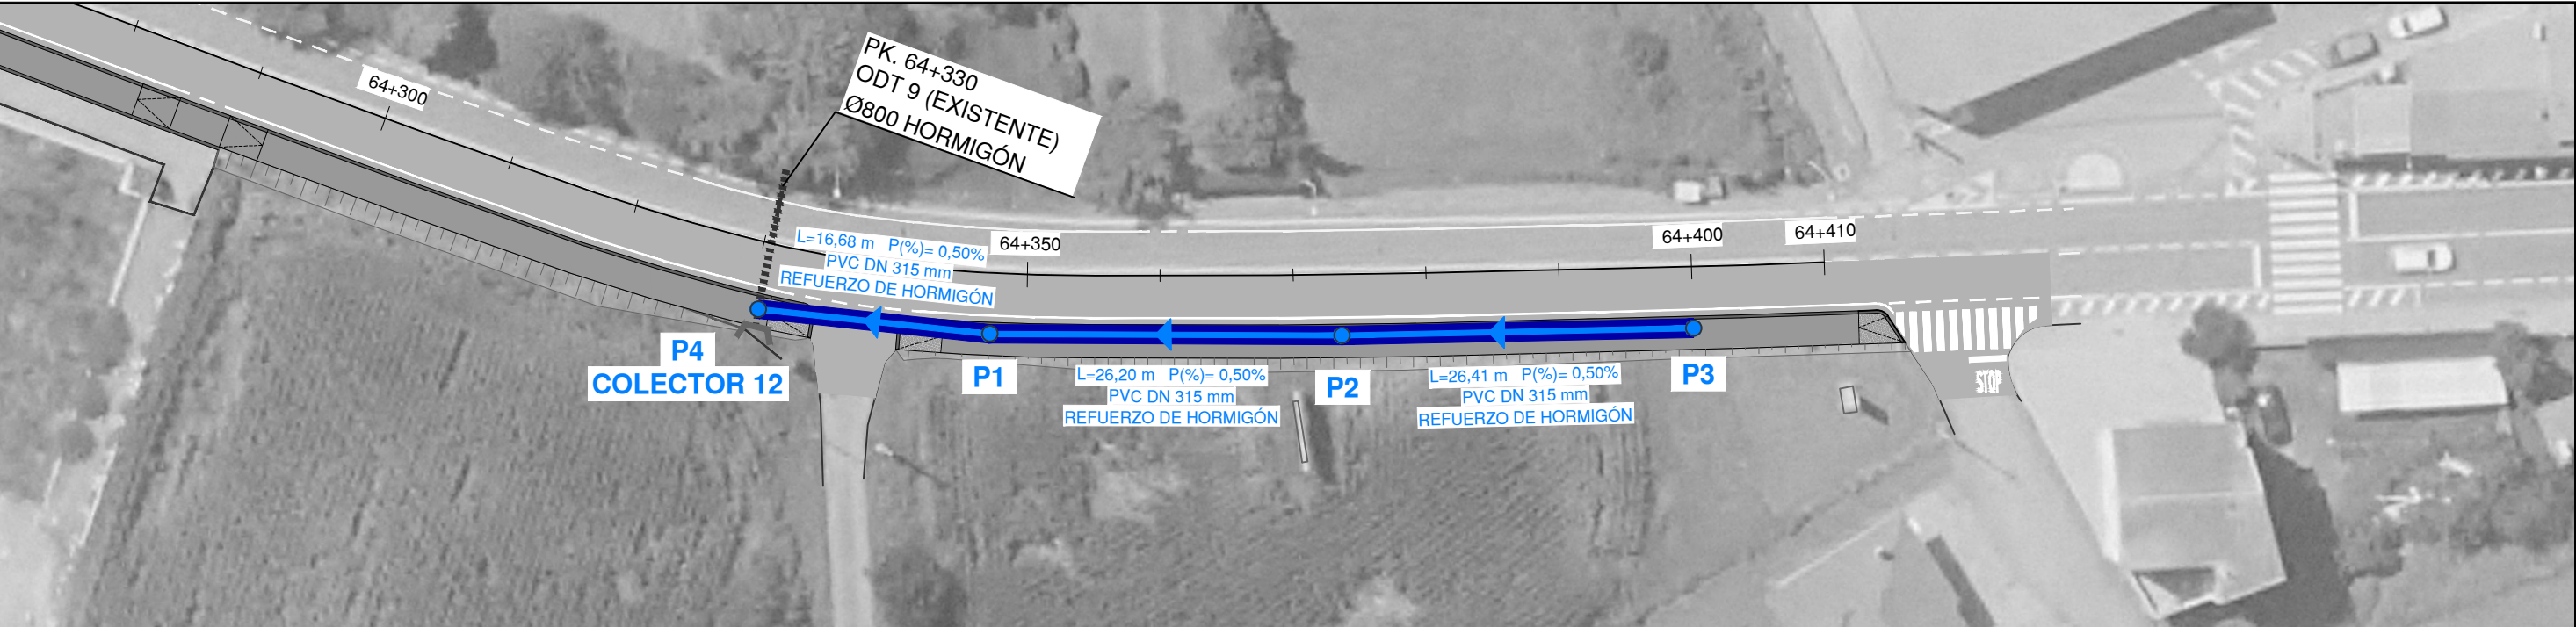 64+300
PK. 64+330
ODT 9 (EXISTENTE)
Ø800 HORMIGÓN
L=16,68 m P(%)= 0,50%
PVC DN 315 mm
REFUERZO DE HORMIGÓN
64+350
64+400
64+410
P4
COLECTOR 12
P1
L=26,20 m P(%)= 0,50%
PVC DN 315 mm
REFUERZO DE HORMIGÓN
P2
L=26,41 m P(%)= 0,50%
PVC DN 315 mm
REFUERZO DE HORMIGÓN
P3
STOP